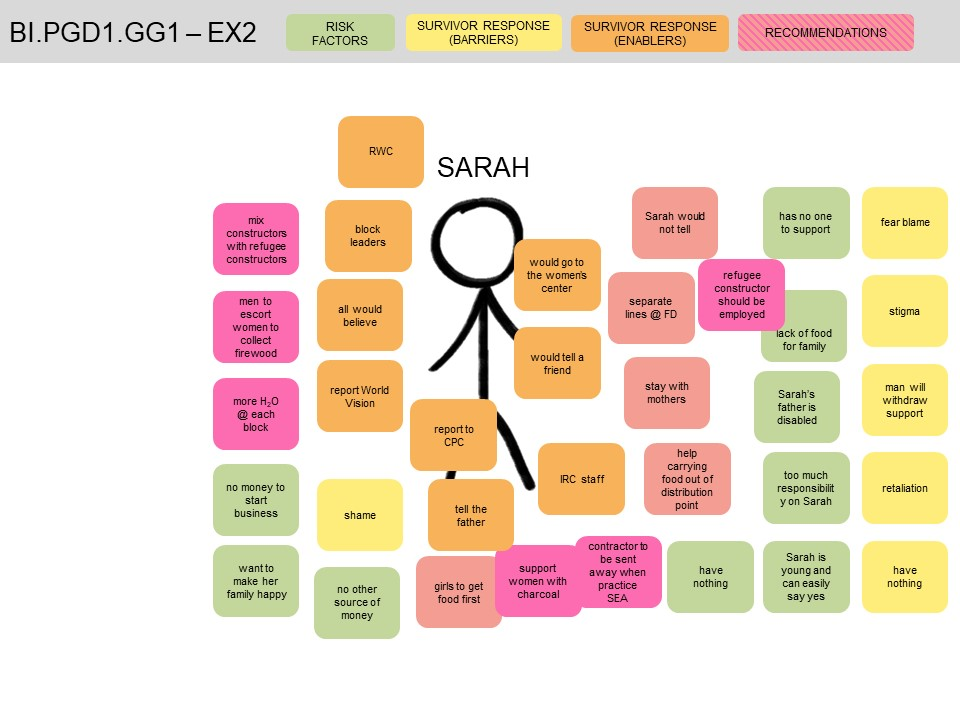 BI.PGD1.GG1 – EX2
RISK
FACTORS
SURVIVOR RESPONSE
(BARRIERS)
SURVIVOR RESPONSE
(ENABLERS)
RECOMMENDATIONS
RWC
SARAH
mix
constructors
with refugee
constructors
block
leaders
would go to
the women's
center
Sarah would
not tell
has no one
to support
fear blame
men to
escort
women to
collect
firewood
all would
believe
separate
lines @ FD
refugee
constructor
should be
employed
lack of food
for family
stigma
more H₂O
@ each
block
report World
Vision
would tell a
friend
stay with
mothers
Sarah's
father is
disabled
man will
withdraw
support
report to
CPC
no money to
start
business
shame
tell the
father
IRC staff
help
carrying
food out of
distribution
point
too much
responsibilit
y on Sarah
retaliation
want to
make her
family happy
no other
source of
money
girls to get
food first
support
women with
charcoal
contractor to
be sent
away when
practice
SEA
have
nothing
Sarah is
young and
can easily
say yes
have
nothing